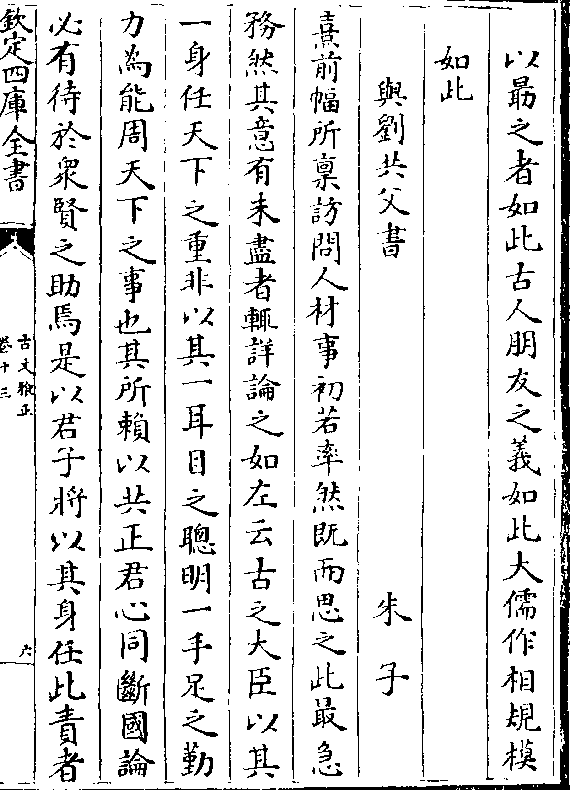 以勗之者如此古人朋友之義如此大儒作相規模
如此
與劉共父書　朱子
熹前幅所稟訪問人材事初若率然既而思之此最急
務然其意有未盡者輒詳論之如左云古之大臣以其
一身任天下之重非以其一耳目之聰明一手足之勤
力為能周天下之事也其所賴以共正君心同斷國論
必有待於衆賢之助焉是以君子將以其身任此責者
欽定四庫全書
古文雅正
卷十三
六